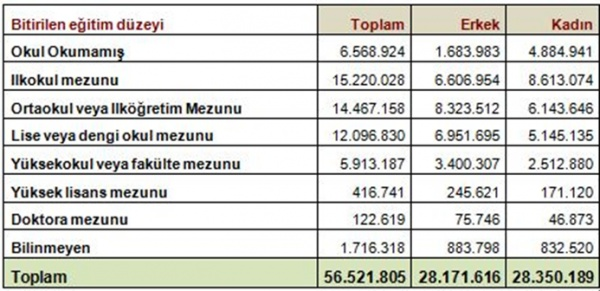 Bitirilen eğitim düzeyi Toplam Erkek Kadın
Okul Okumamış 6.568.924 1.683.983 4.884.941
Ilkokul mezunu 15.220.028 6.606.954 8.613.074
Ortaokul veya Ilköğretim Mezunu 14.467.158 8.323.512 6.143.646
Lise veya dengi okul mezunu 12.096.830 6.951.695 5.145.135
Yüksekokul veya fakülte mezunu 5.913.187 3.400.307 2.512.880
Yüksek lisans mezunu 416.741 245.621 171.120
Doktora mezunu 122.619 75.746 46.873
Bilinmeyen 1.716.318 883.798 832.520
Toplam 56.521.805 28.171.616 28.350.189